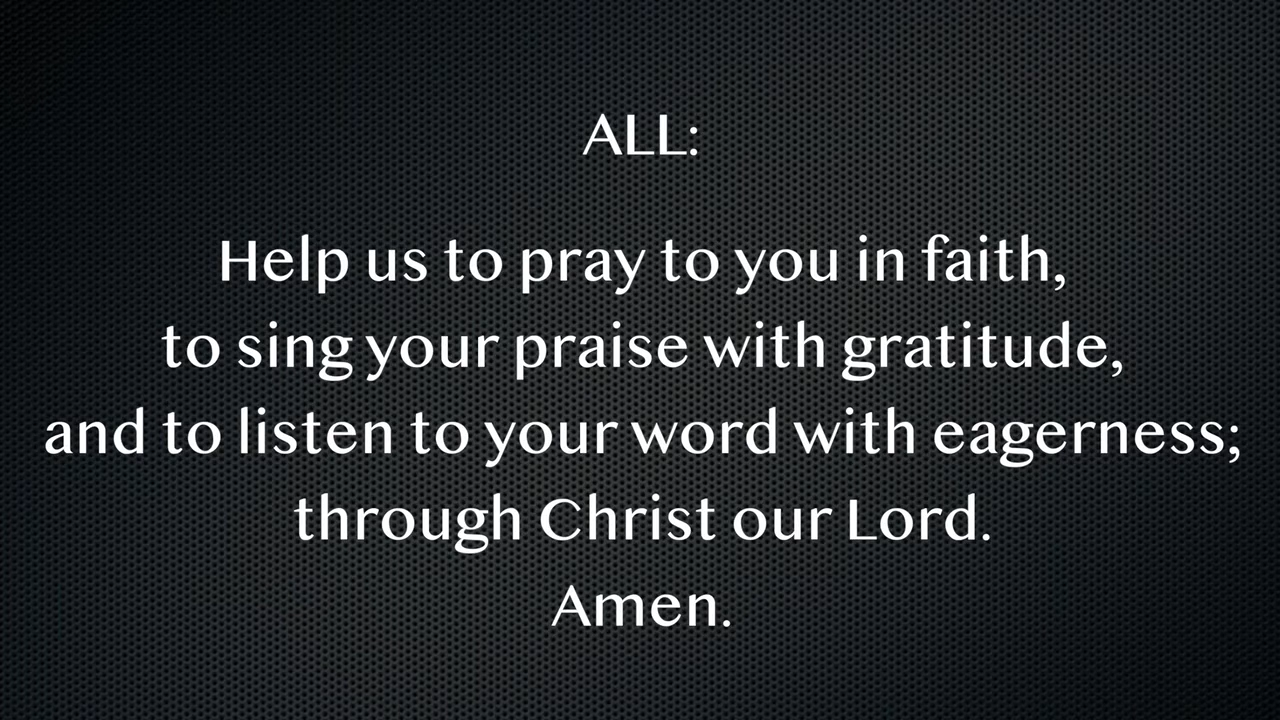 ALL:
Help us to pray to you in faith,
to sing your praise with gratitude,
and to listen to your word with eagerness;
through Christ our Lord.
Amen.